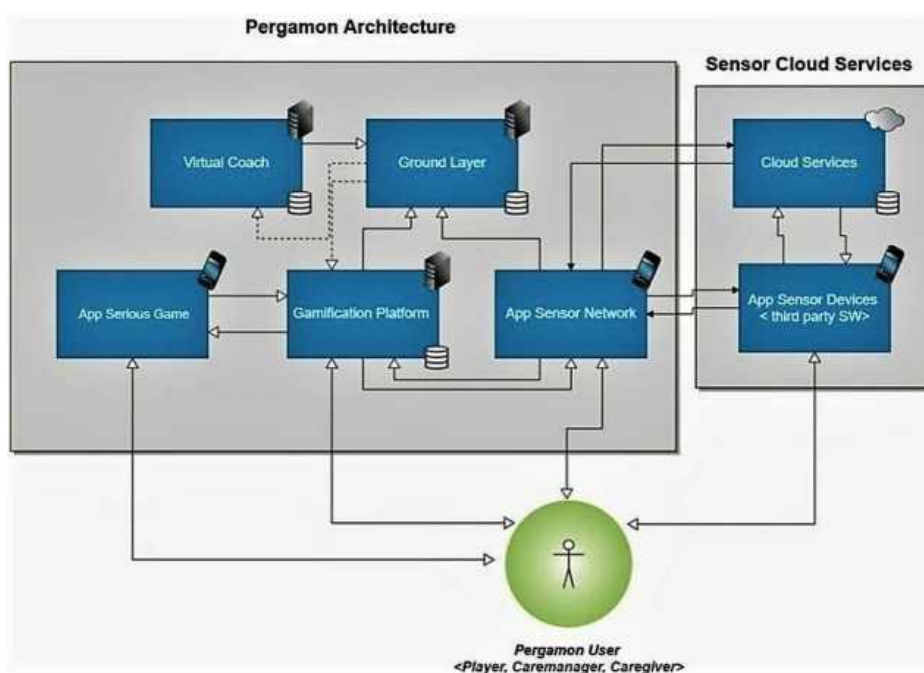 Pergamon Architecture
Sensor Cloud Services
Virtual Coach
Ground Layer
Cloud Services
App Serious Game
Gamification Platform
App Sensor Network
App Sensor Devices
< third party SW>
Pergamon User
<Player, Caremanager, Caregiver>